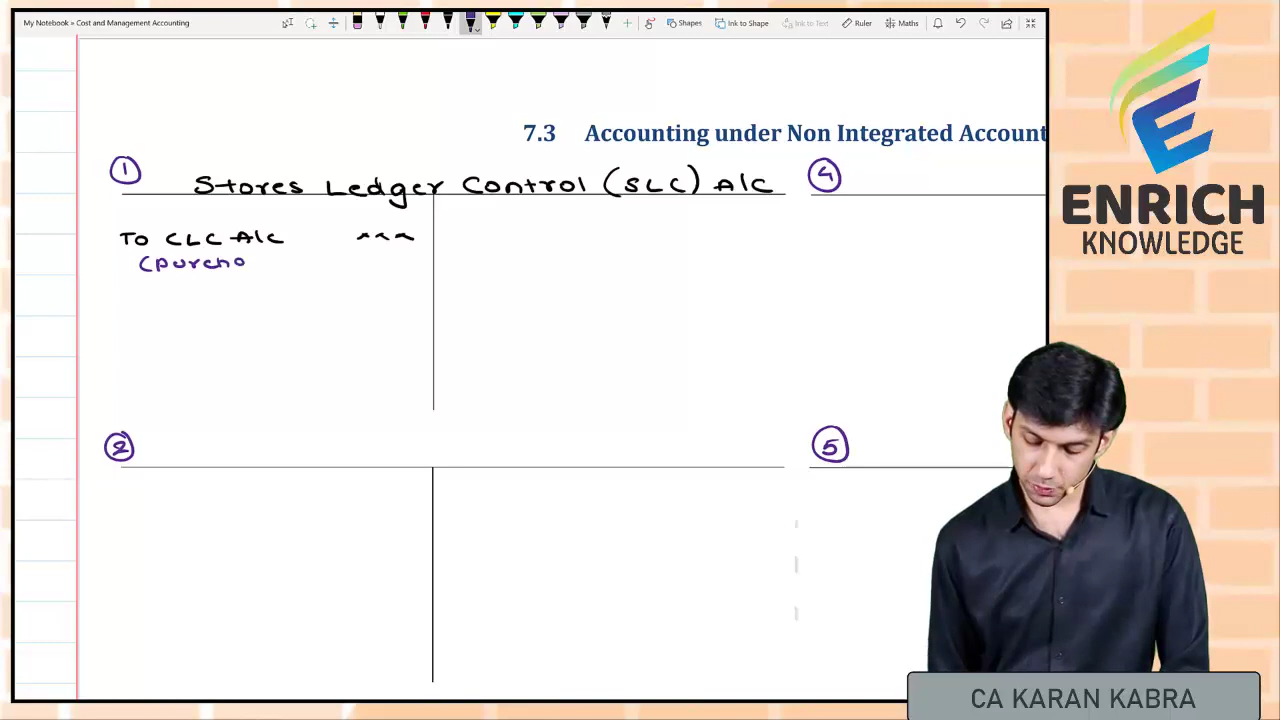 My Notebook » Cost and Management Accounting
Shapes
Ink to Shape
Ink to Text
Ruler
Maths
7.3 Accounting under Non Integrated Account
1
Stores Ledger Control (SLC) A/C
4
To CLC A/C ***
(purcha
2
5
ENRICH
KNOWLEDGE
CA KARAN KABRA